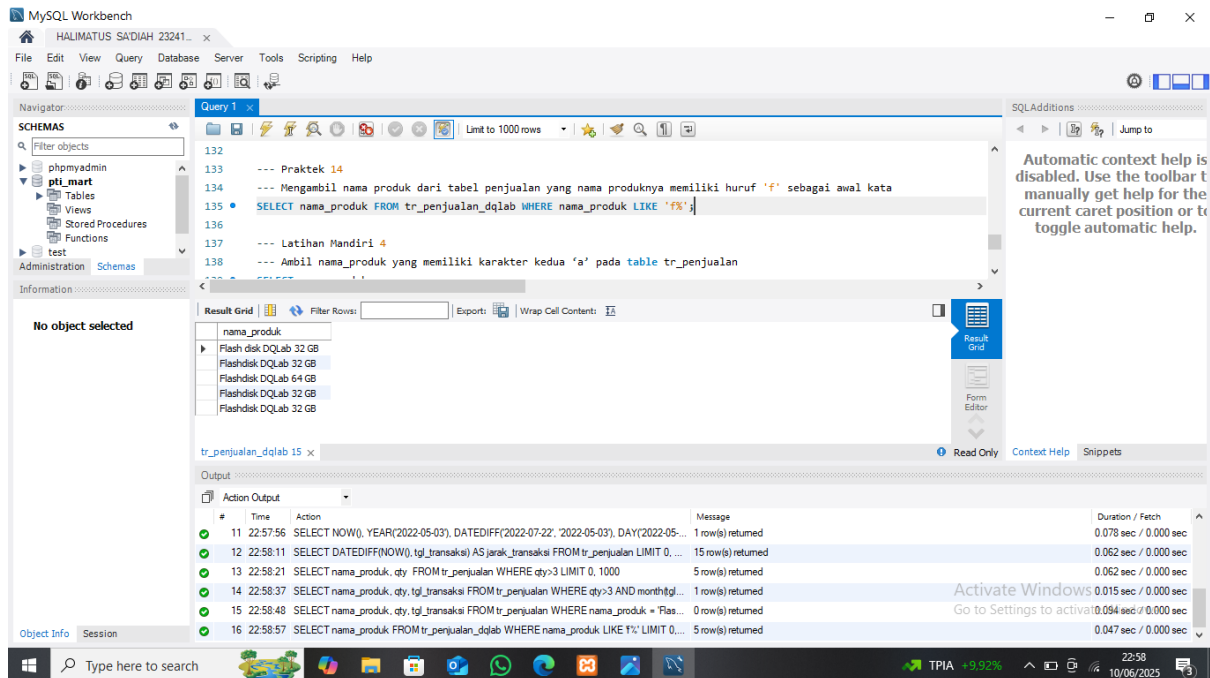 MySQL Workbench
HALIMATUS SA'DIAH 23241... ×
File Edit View Query Database Server Tools Scripting Help
Navigator
SCHEMAS
Filter objects
phpmyadmin
pti_mart
Tables
Views
Stored Procedures
Functions
test
Administration Schemas
Information
No object selected
Object Info Session
Query 1 ×
Limit to 1000 rows
132
133 --- Praktek 14
134 --- Mengambil nama produk dari tabel penjualan yang nama produknya memiliki huruf 'f' sebagai awal kata
135 SELECT nama_produk FROM tr_penjualan_dqlab WHERE nama_produk LIKE 'f%';
136
137 --- Latihan Mandiri 4
138 --- Ambil nama_produk yang memiliki karakter kedua ‘a’ pada table tr_penjualan
Result Grid Filter Rows: Export: Wrap Cell Content: IA
nama_produk
Flash disk DQLab 32 GB
Flashdisk DQLab 32 GB
Flashdisk DQLab 64 GB
Flashdisk DQLab 32 GB
Flashdisk DQLab 32 GB
Result Grid
Form Editor
tr_penjualan_dqlab 15 × Read Only
SQLAdditions
Jump to
Automatic context help is
disabled. Use the toolbar t
manually get help for the
current caret position or to
toggle automatic help.
Context Help Snippets
Output
Action Output
# Time Action Message Duration / Fetch
11 22:57:56 SELECT NOW(), YEAR('2022-05-03'), DATEDIFF('2022-07-22', '2022-05-03'), DAY('2022-05-... 1 row(s) returned 0.078 sec / 0.000 sec
12 22:58:11 SELECT DATEDIFF(NOW(), tgl_transaksi) AS jarak_transaksi FROM tr_penjualan LIMIT 0, ... 15 row(s) returned 0.062 sec / 0.000 sec
13 22:58:21 SELECT nama_produk, qty FROM tr_penjualan WHERE qty>3 LIMIT 0, 1000 5 row(s) returned 0.062 sec / 0.000 sec
14 22:58:37 SELECT nama_produk, qty, tgl_transaksi FROM tr_penjualan WHERE qty>3 AND month(tgl... 1 row(s) returned 0.015 sec / 0.000 sec
15 22:58:48 SELECT nama_produk, qty, tgl_transaksi FROM tr_penjualan WHERE nama_produk = 'Flas... 0 row(s) returned 0.094 sec / 0.000 sec
16 22:58:57 SELECT nama_produk FROM tr_penjualan_dqlab WHERE nama_produk LIKE 'f%' LIMIT 0,... 5 row(s) returned 0.047 sec / 0.000 sec
Activate Windows
Go to Settings to activate
Type here to search
TPIA +9,92%
22:58
10/06/2025
3